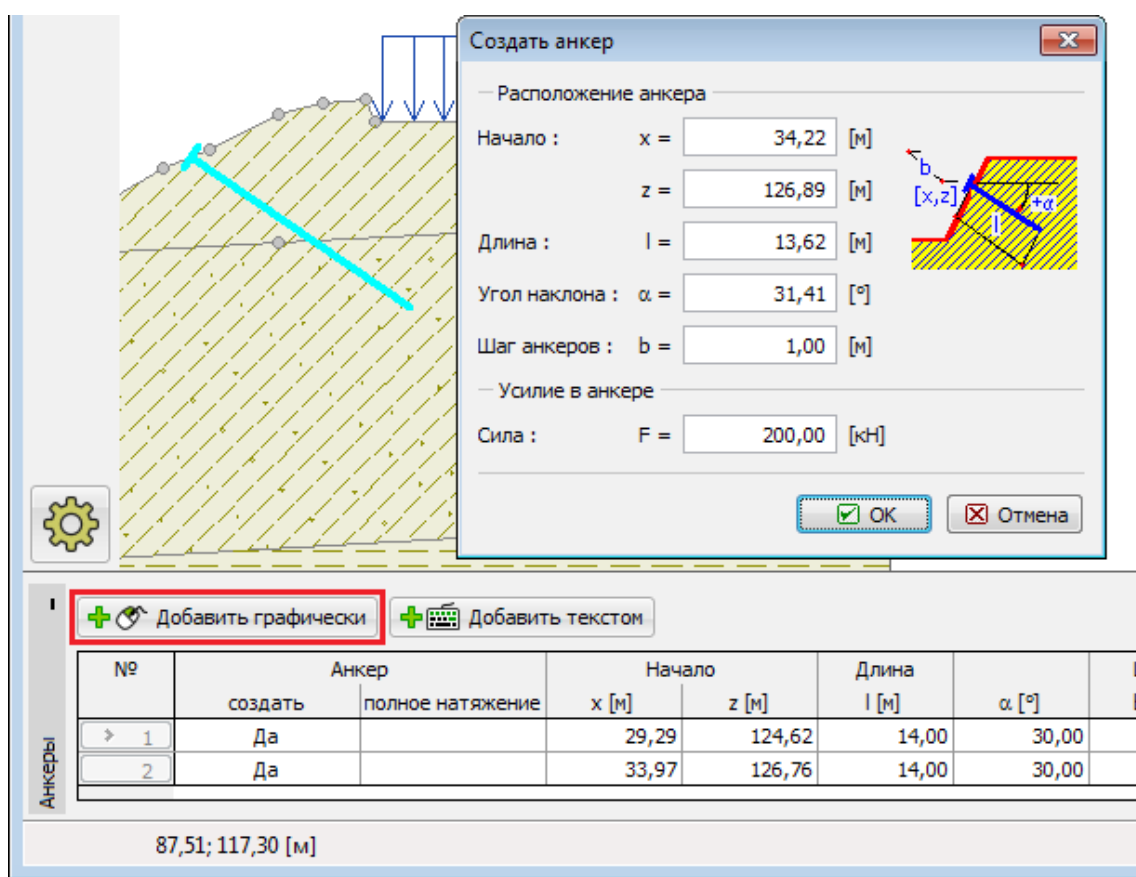 Создать анкер
Расположение анкера
Начало : x = 34,22 [м]
z = 126,89 [м]
Длина : l = 13,62 [м]
Угол наклона : α = 31,41 [°]
Шаг анкеров : b = 1,00 [м]
b
[x,z]
+α
l
Усилие в анкере
Сила : F = 200,00 [кН]
OK Отмена
Добавить графически Добавить текстом
№ Анкер Начало Длина
создать полное натяжение x [м] z [м] l [м] α [°]
1 Да 29,29 124,62 14,00 30,00
2 Да 33,97 126,76 14,00 30,00
Анкеры
87,51; 117,30 [м]